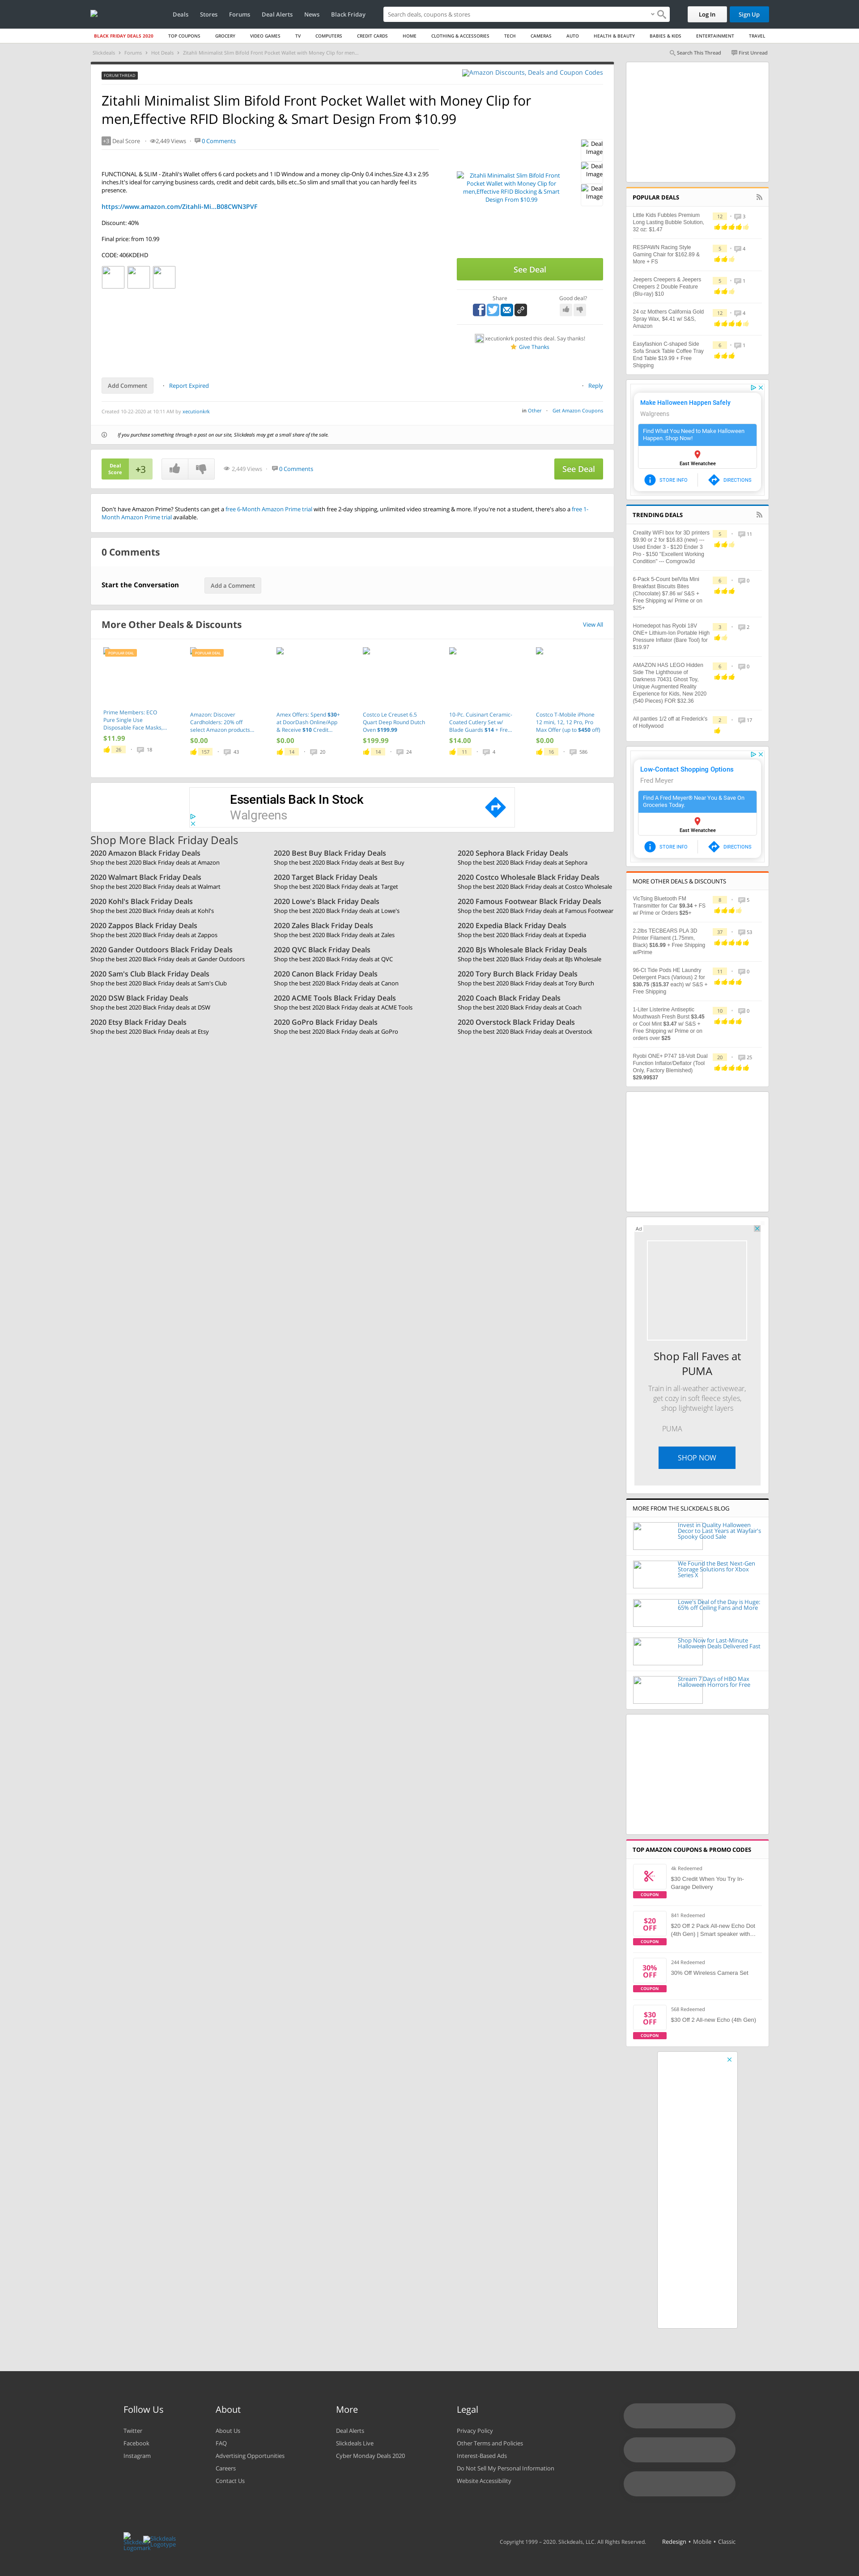 Deals
Stores
Forums
Deal Alerts
News
Black Friday
Search deals, coupons & stores
Log In
Sign Up
BLACK FRIDAY DEALS 2020
TOP COUPONS
GROCERY
VIDEO GAMES
TV
COMPUTERS
CREDIT CARDS
HOME
CLOTHING & ACCESSORIES
TECH
CAMERAS
AUTO
HEALTH & BEAUTY
BABIES & KIDS
ENTERTAINMENT
TRAVEL
Slickdeals
Forums
Hot Deals
Zitahli Minimalist Slim Bifold Front Pocket Wallet with Money Clip for men...
Search This Thread
First Unread
FORUM THREAD
Amazon Discounts, Deals and Coupon Codes
Zitahli Minimalist Slim Bifold Front Pocket Wallet with Money Clip for
men,Effective RFID Blocking & Smart Design From $10.99
+3 Deal Score
2,449 Views
0 Comments
FUNCTIONAL & SLIM - Zitahli's Wallet offers 6 card pockets and 1 ID Window and a money clip-Only 0.4 inches.Size 4.3 x 2.95
inches,It's ideal for carrying business cards, credit and debit cards, bills etc.,So slim and small that you can hardly feel its
presence.
https://www.amazon.com/Zitahli-Mi...B08CWN3PVF
Discount: 40%
Final price: from 10.99
CODE: 406KDEHD
Zitahli Minimalist Slim Bifold Front
Pocket Wallet with Money Clip for
men,Effective RFID Blocking & Smart
Design From $10.99
Deal
Image
Deal
Image
Deal
Image
See Deal
Share
Good deal?
xecutionkrk posted this deal. Say thanks!
Give Thanks
Add Comment
Report Expired
Reply
Created 10-22-2020 at 10:11 AM by xecutionkrk
in Other
Get Amazon Coupons
If you purchase something through a post on our site, Slickdeals may get a small share of the sale.
Deal
Score
+3
2,449 Views
0 Comments
See Deal
Don't have Amazon Prime? Students can get a free 6-Month Amazon Prime trial with free 2-day shipping, unlimited video streaming & more. If you're not a student, there's also a free 1-
Month Amazon Prime trial available.
0 Comments
Start the Conversation
Add a Comment
More Other Deals & Discounts
View All
POPULAR DEAL
Prime Members: ECO
Pure Single Use
Disposable Face Masks,...
$11.99
26
18
POPULAR DEAL
Amazon: Discover
Cardholders: 20% off
select Amazon products...
$0.00
157
43
Amex Offers: Spend $30+
at DoorDash Online/App
& Receive $10 Credit...
$0.00
14
20
Costco:Le Creuset 6.5
Quart Deep Round Dutch
Oven $199.99
$199.99
14
24
10-Pc. Cuisinart Ceramic-
Coated Cutlery Set w/
Blade Guards $14 + Fre...
$14.00
11
4
Costco T-Mobile iPhone
12 mini, 12, 12 Pro, Pro
Max Offer (up to $450 off)
$0.00
16
586
Essentials Back In Stock
Walgreens
Shop More Black Friday Deals
2020 Amazon Black Friday Deals
Shop the best 2020 Black Friday deals at Amazon
2020 Best Buy Black Friday Deals
Shop the best 2020 Black Friday deals at Best Buy
2020 Sephora Black Friday Deals
Shop the best 2020 Black Friday deals at Sephora
2020 Walmart Black Friday Deals
Shop the best 2020 Black Friday deals at Walmart
2020 Target Black Friday Deals
Shop the best 2020 Black Friday deals at Target
2020 Costco Wholesale Black Friday Deals
Shop the best 2020 Black Friday deals at Costco Wholesale
2020 Kohl's Black Friday Deals
Shop the best 2020 Black Friday deals at Kohl's
2020 Lowe's Black Friday Deals
Shop the best 2020 Black Friday deals at Lowe's
2020 Famous Footwear Black Friday Deals
Shop the best 2020 Black Friday deals at Famous Footwear
2020 Zappos Black Friday Deals
Shop the best 2020 Black Friday deals at Zappos
2020 Zales Black Friday Deals
Shop the best 2020 Black Friday deals at Zales
2020 Expedia Black Friday Deals
Shop the best 2020 Black Friday deals at Expedia
2020 Gander Outdoors Black Friday Deals
Shop the best 2020 Black Friday deals at Gander Outdoors
2020 QVC Black Friday Deals
Shop the best 2020 Black Friday deals at QVC
2020 BJs Wholesale Black Friday Deals
Shop the best 2020 Black Friday deals at BJs Wholesale
2020 Sam's Club Black Friday Deals
Shop the best 2020 Black Friday deals at Sam's Club
2020 Canon Black Friday Deals
Shop the best 2020 Black Friday deals at Canon
2020 Tory Burch Black Friday Deals
Shop the best 2020 Black Friday deals at Tory Burch
2020 DSW Black Friday Deals
Shop the best 2020 Black Friday deals at DSW
2020 ACME Tools Black Friday Deals
Shop the best 2020 Black Friday deals at ACME Tools
2020 Coach Black Friday Deals
Shop the best 2020 Black Friday deals at Coach
2020 Etsy Black Friday Deals
Shop the best 2020 Black Friday deals at Etsy
2020 GoPro Black Friday Deals
Shop the best 2020 Black Friday deals at GoPro
2020 Overstock Black Friday Deals
Shop the best 2020 Black Friday deals at Overstock
POPULAR DEALS
Little Kids Fubbles Premium
Long Lasting Bubble Solution,
32 oz: $1.47
12
3
RESPAWN Racing Style
Gaming Chair for $162.89 &
More + FS
5
4
Jeepers Creepers & Jeepers
Creepers 2 Double Feature
(Blu-ray) $10
5
1
24 oz Mothers California Gold
Spray Wax, $4.41 w/ S&S,
Amazon
12
4
Easyfashion C-shaped Side
Sofa Snack Table Coffee Tray
End Table $19.99 + Free
Shipping
6
1
Make Wellness Happen Safely
Walgreens
Find What You Need to Make Halloween
Happen. Shop Now!
East Wenatchee
STORE INFO
DIRECTIONS
TRENDING DEALS
Creality WIFI box for 3D printers
$9.90 or 2 for $16.83 (new) ---
Used Ender 3 - $120 Ender 3
Pro - $150 "Excellent Working
Condition" --- Comgrow3d
5
11
6-Pack 5-Count belVita Mini
Breakfast Biscuits Bites
(Chocolate) $7.86 w/ S&S +
Free Shipping w/ Prime or on
$25+
6
0
Homedepot has Ryobi 18V
ONE+ Lithium-Ion Portable High
Pressure Inflator (Bare Tool) for
$19.97
3
2
AMAZON HAS LEGO Hidden
Side The Lighthouse of
Darkness 70431 Ghost Toy,
Unique Augmented Reality
Experience for Kids, New 2020
(540 Pieces) FOR $32.36
6
0
All panties 1/2 off at Frederick's
of Hollywood
2
17
Low-Contact Shopping Options
Fred Meyer
Find A Fred Meyer® Near You & Save On
Groceries Today.
East Wenatchee
STORE INFO
DIRECTIONS
MORE OTHER DEALS & DISCOUNTS
VicTsing Bluetooth FM
Transmitter for Car $9.34 + FS
w/ Prime or Orders $25+
8
5
2.2lbs TECBEARS PLA 3D
Printer Filament (1.75mm,
Black) $16.99 + Free Shipping
w/Prime
37
53
96-Ct Tide Pods HE Laundry
Detergent Pacs (Various) 2 for
$30.75 ($15.37 each) w/ S&S +
Free Shipping
11
0
1-Liter Listerine Antiseptic
Mouthwash Fresh Burst $3.45
or Cool Mint $3.47 w/ S&S +
Free Shipping w/ Prime or on
orders over $25
10
0
Ryobi ONE+ P747 18-Volt Dual
Function Inflator/Deflator (Tool
Only, Factory Blemished)
$29.99$37
20
25
Ad
Shop Fall Faves at
PUMA
Train in all-weather activewear,
get cozy in soft fleece styles,
shop lightweight layers
PUMA
SHOP NOW
MORE FROM THE SLICKDEALS BLOG
Invest in Quality Halloween
Decor to Last Years at Wayfair's
Spooky Good Sale
We Found the Best Next-Gen
Storage Solutions for Xbox
Series X
Lowe's Deal of the Day is Huge:
65% off Ceiling Fans and More
Shop Now for Last-Minute
Halloween Deals Delivered Fast
Stream 7 Days of HBO Max
Halloween Horrors for Free
TOP AMAZON COUPONS & PROMO CODES
COUPON
4k Redeemed
$30 Credit When You Try In-
Garage Delivery
$20
OFF
COUPON
841 Redeemed
$20 Off 2 Pack All-new Echo Dot
(4th Gen) | Smart speaker with...
30%
OFF
COUPON
244 Redeemed
30% Off Wireless Camera Set
$30
OFF
COUPON
568 Redeemed
$30 Off 2 All-new Echo (4th Gen)
Follow Us
Twitter
Facebook
Instagram
About
About Us
FAQ
Advertising Opportunities
Careers
Contact Us
More
Deal Alerts
Slickdeals Live
Cyber Monday Deals 2020
Legal
Privacy Policy
Other Terms and Policies
Interest-Based Ads
Do Not Sell My Personal Information
Website Accessibility
Slickdeals
Logomark
Slickdeals
Logotype
Copyright 1999 – 2020. Slickdeals, LLC. All Rights Reserved.
Redesign • Mobile • Classic